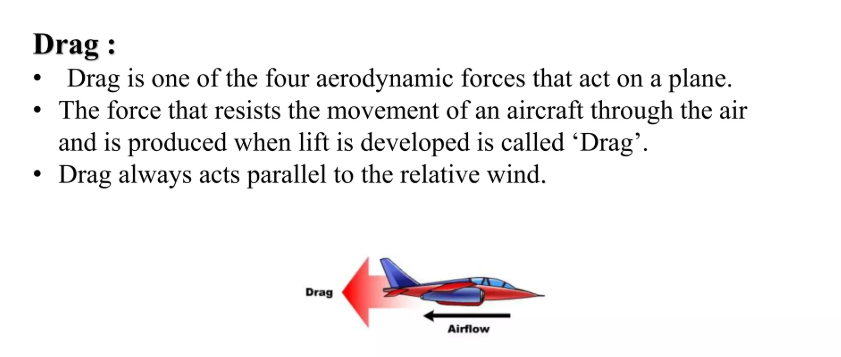 Drag :
• Drag is one of the four aerodynamic forces that act on a plane.
• The force that resists the movement of an aircraft through the air
and is produced when lift is developed is called ‘Drag’.
• Drag always acts parallel to the relative wind.
Drag
Airflow